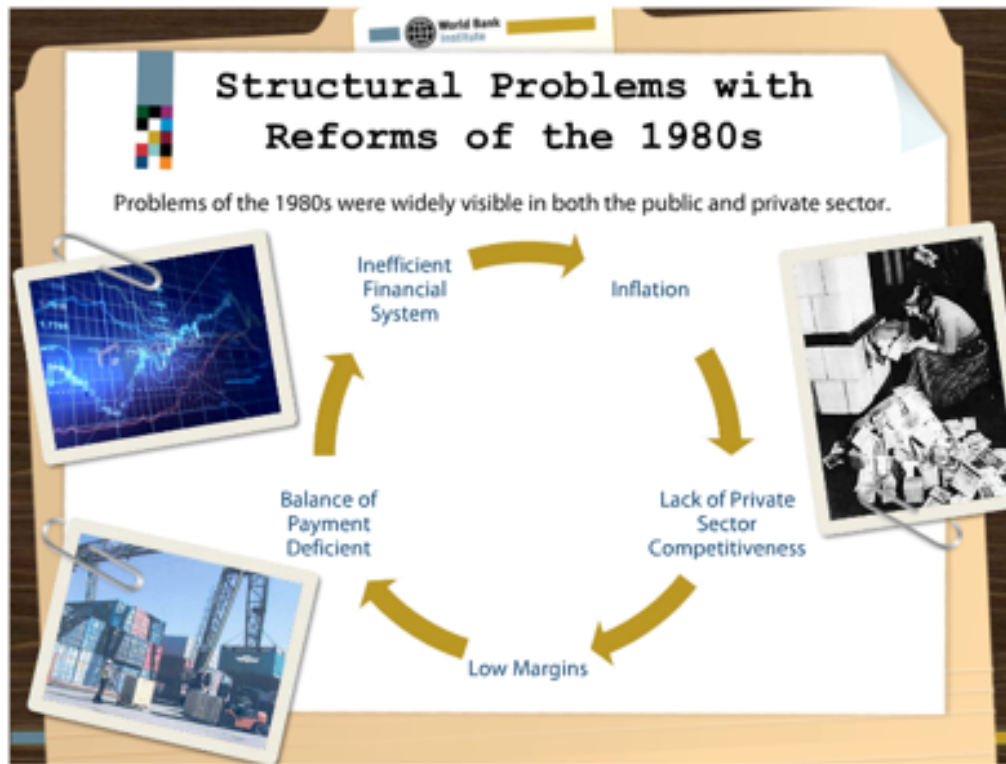 World Bank
Institute
Structural Problems with
Reforms of the 1980s
Problems of the 1980s were widely visible in both the public and private sector.
Inefficient
Financial
System
Inflation
Balance of
Payment
Deficient
Lack of Private
Sector
Competitiveness
Low Margins